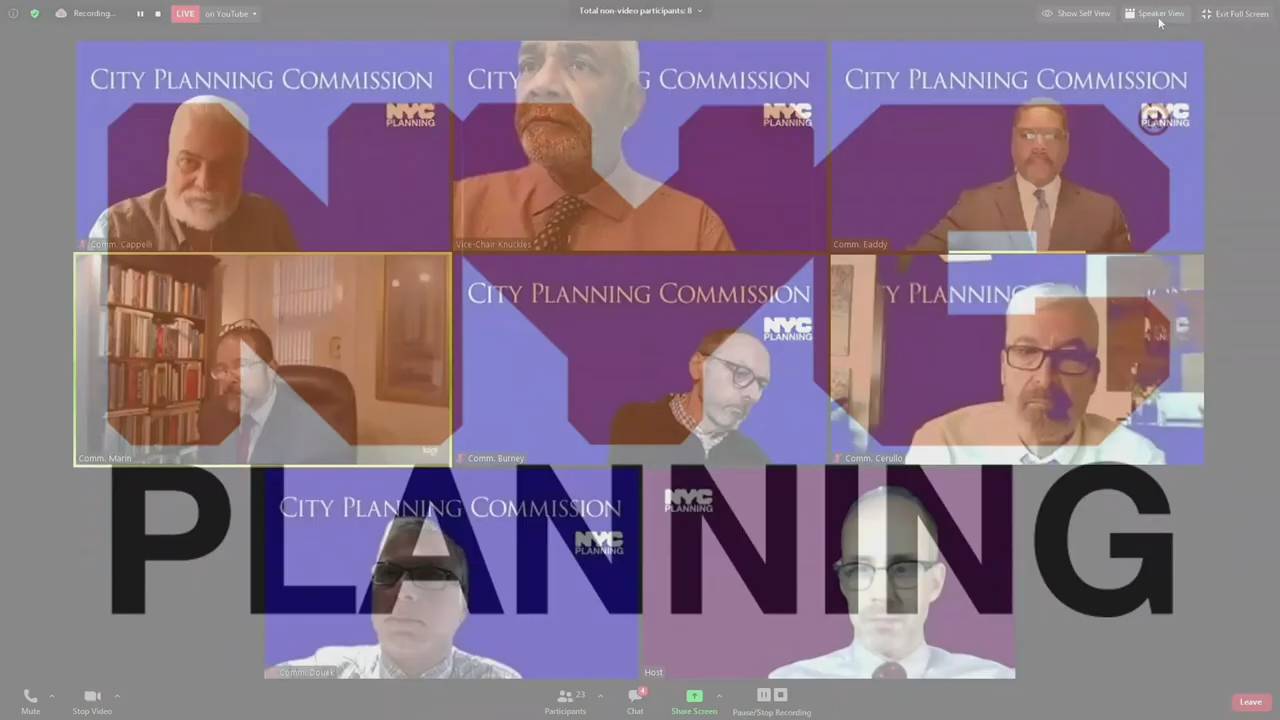 Recording...
LIVE on YouTube
Total non-video participants: 8
Show Self View
Speaker View
Exit Full Screen
CITY PLANNING COMMISSION
NYC
PLANNING
Comm. Cappelli
CITY PLANNING COMMISSION
NYC
PLANNING
Vice-Chair Knuckles
CITY PLANNING COMMISSION
NYC
PLANNING
Comm. Eaddy
NYC
Comm. Marin
CITY PLANNING COMMISSION
NYC
PLANNING
Comm. Burney
Y PLANNING
Comm. Cerullo
PLANNING
CITY PLANNING COMMISSION
NYC
PLANNING
Comm. Douek
NYC
PLANNING
Host
Mute
Stop Video
23
Participants
4
Chat
Share Screen
Pause/Stop Recording
Leave